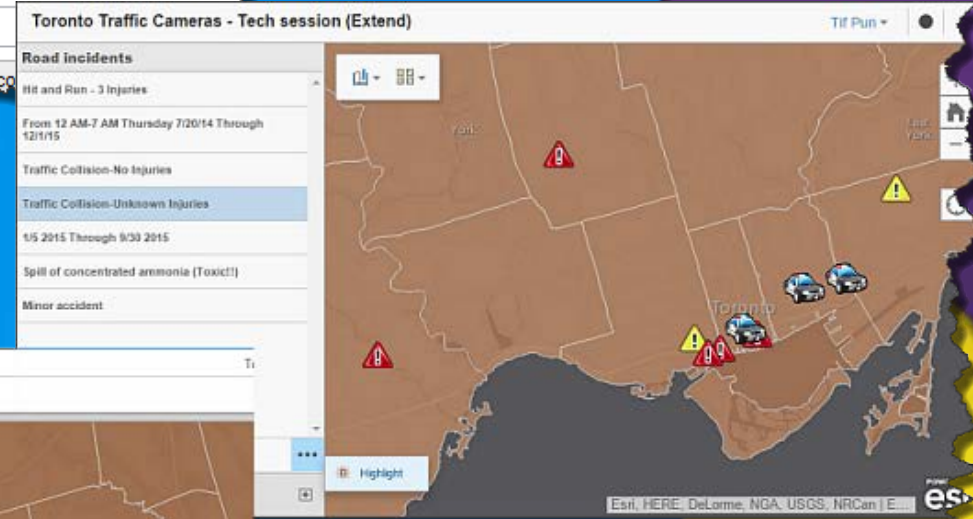 Toronto Traffic Cameras - Tech session (Extend)
Tif Pun
Road incidents
Hit and Run - 3 Injuries
From 12 AM-7 AM Thursday 7/20/14 Through
12/1/15
Traffic Collision-No Injuries
Traffic Collision-Unknown Injuries
1/5 2015 Through 9/30 2015
Spill of concentrated ammonia (Toxic!!)
Minor accident
York
East
York
Toronto
Highlight
Esri, HERE, DeLorme, NGA, USGS, NRCan | E...
es